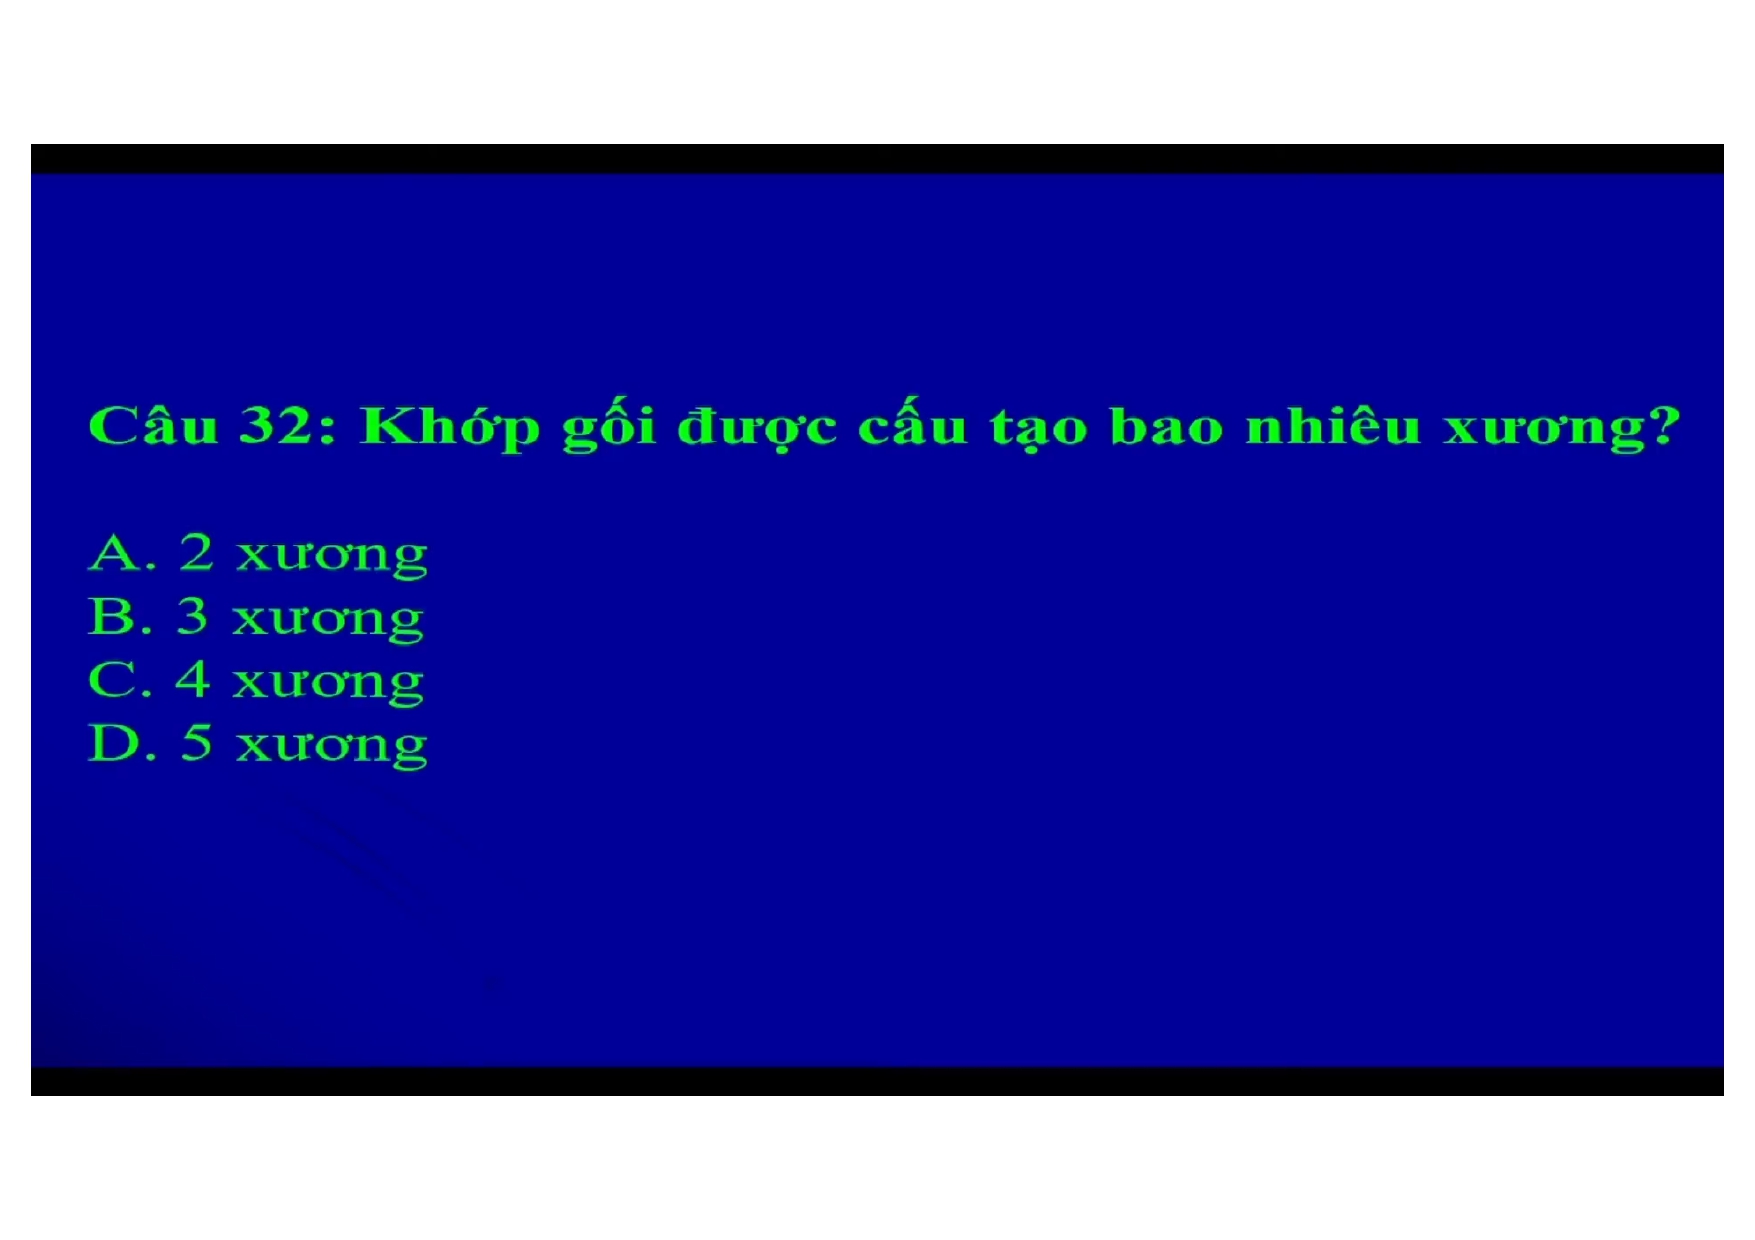 Câu 32: Khớp gối được cấu tạo bao nhiêu xương?
A. 2 xương
B. 3 xương
C. 4 xương
D. 5 xương